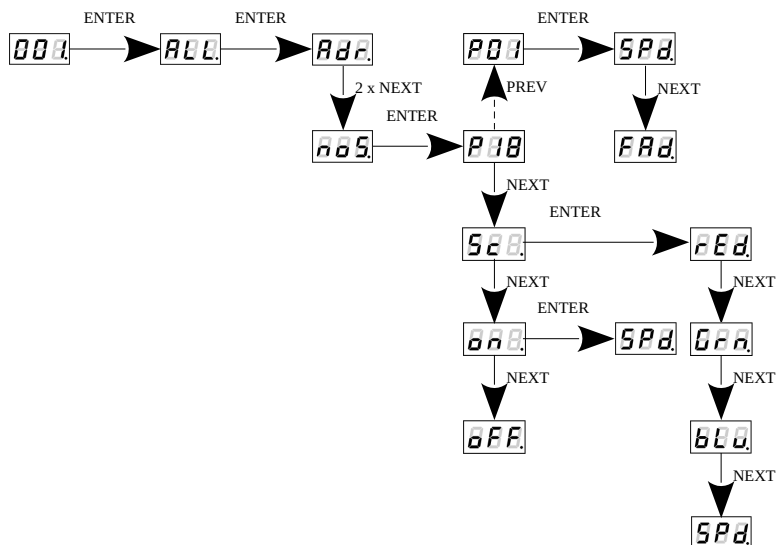 ENTER ENTER ENTER
001. ALL. Adr. P01 SPd.
2 x NEXT PREV NEXT
ENTER
noS. P18 FAd.
NEXT
ENTER
Sc. rEd.
NEXT NEXT
ENTER
on. SPd. Grn.
NEXT NEXT
oFF. bLu.
NEXT
SPd.